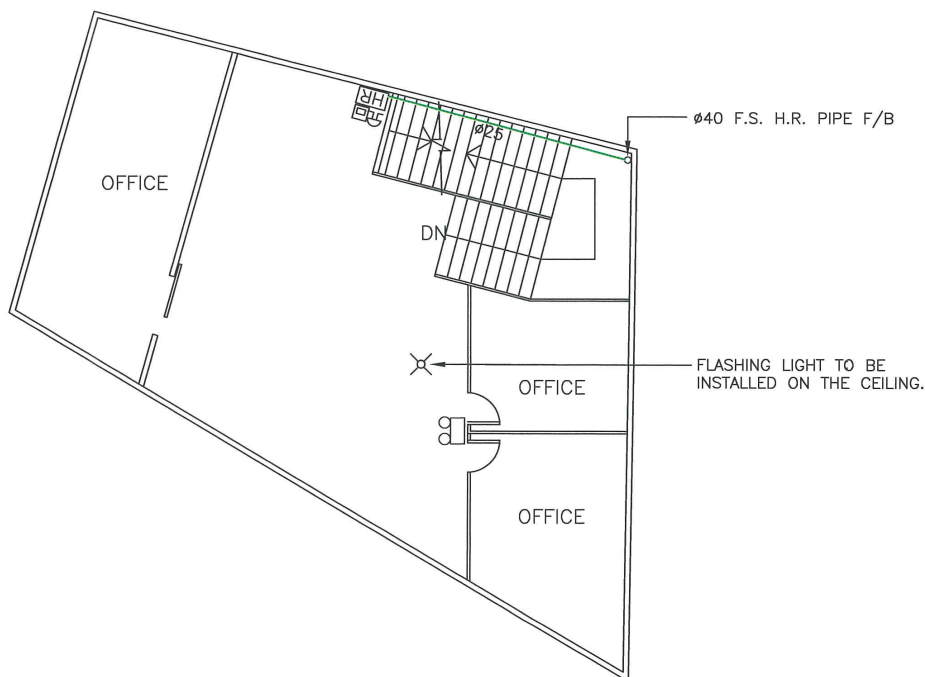 ø40 F.S. H.R. PIPE F/B
HR
ø25
OFFICE
DN
FLASHING LIGHT TO BE
INSTALLED ON THE CEILING.
OFFICE
OFFICE